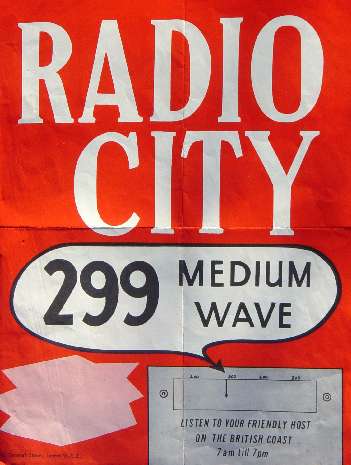 RADIO
CITY
299 MEDIUM
WAVE
LISTEN TO YOUR FRIENDLY HOST
ON THE BRITISH COAST
7am till 7pm